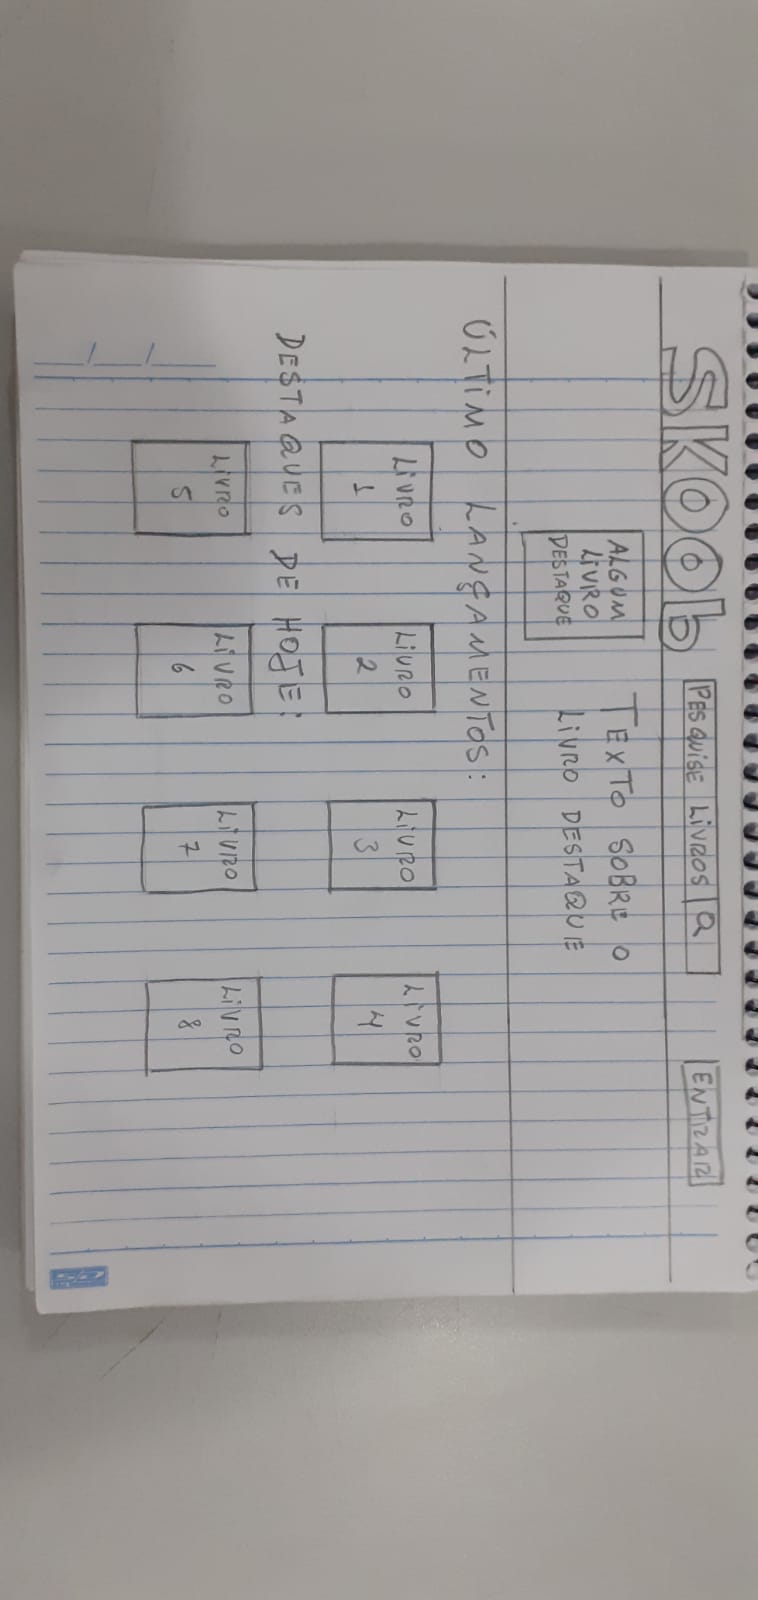 SKOOb
PESQUISE LIVROS
ENTRAR
ALGUM
LIVRO
DESTAQUE
TEXTO SOBRE O
LIVRO DESTAQUE
ÚLTIMO LANÇAMENTOS:
LIVRO
1
LIVRO
2
LIVRO
3
LIVRO
4
DESTAQUES DE HOJE:
LIVRO
5
LIVRO
6
LIVRO
7
LIVRO
8